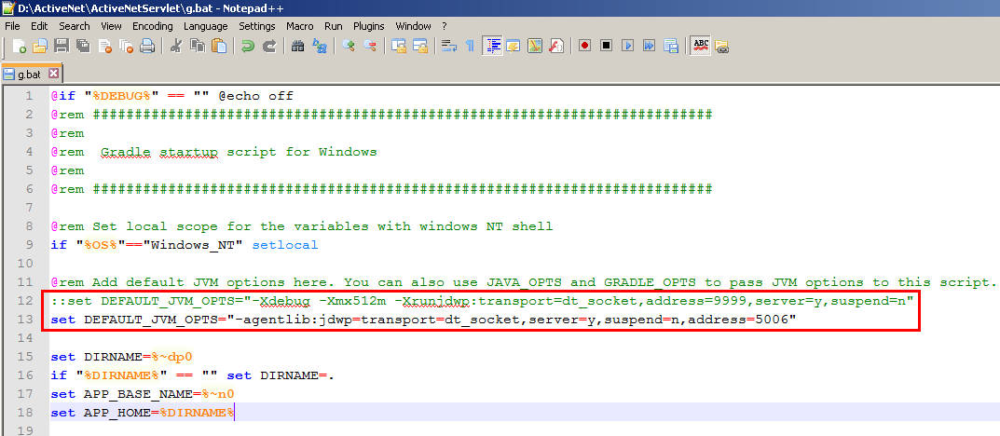 D:\ActiveNet\ActiveNetServlet\g.bat - Notepad++
File Edit Search View Encoding Language Settings Macro Run Plugins Window ?
ABC
g.bat
1 @if "%DEBUG%" == "" @echo off
2 @rem ##########################################################################
3 @rem
4 @rem  Gradle startup script for Windows
5 @rem
6 @rem ##########################################################################
7
8 @rem Set local scope for the variables with windows NT shell
9 if "%OS%"=="Windows_NT" setlocal
10
11 @rem Add default JVM options here. You can also use JAVA_OPTS and GRADLE_OPTS to pass JVM options to this script.
12 ::set DEFAULT_JVM_OPTS="-Xdebug -Xmx512m -Xrunjdwp:transport=dt_socket,address=9999,server=y,suspend=n"
13 set DEFAULT_JVM_OPTS="-agentlib:jdwp=transport=dt_socket,server=y,suspend=n,address=5006"
14
15 set DIRNAME=%~dp0
16 if "%DIRNAME%" == "" set DIRNAME=.
17 set APP_BASE_NAME=%~n0
18 set APP_HOME=%DIRNAME%
19